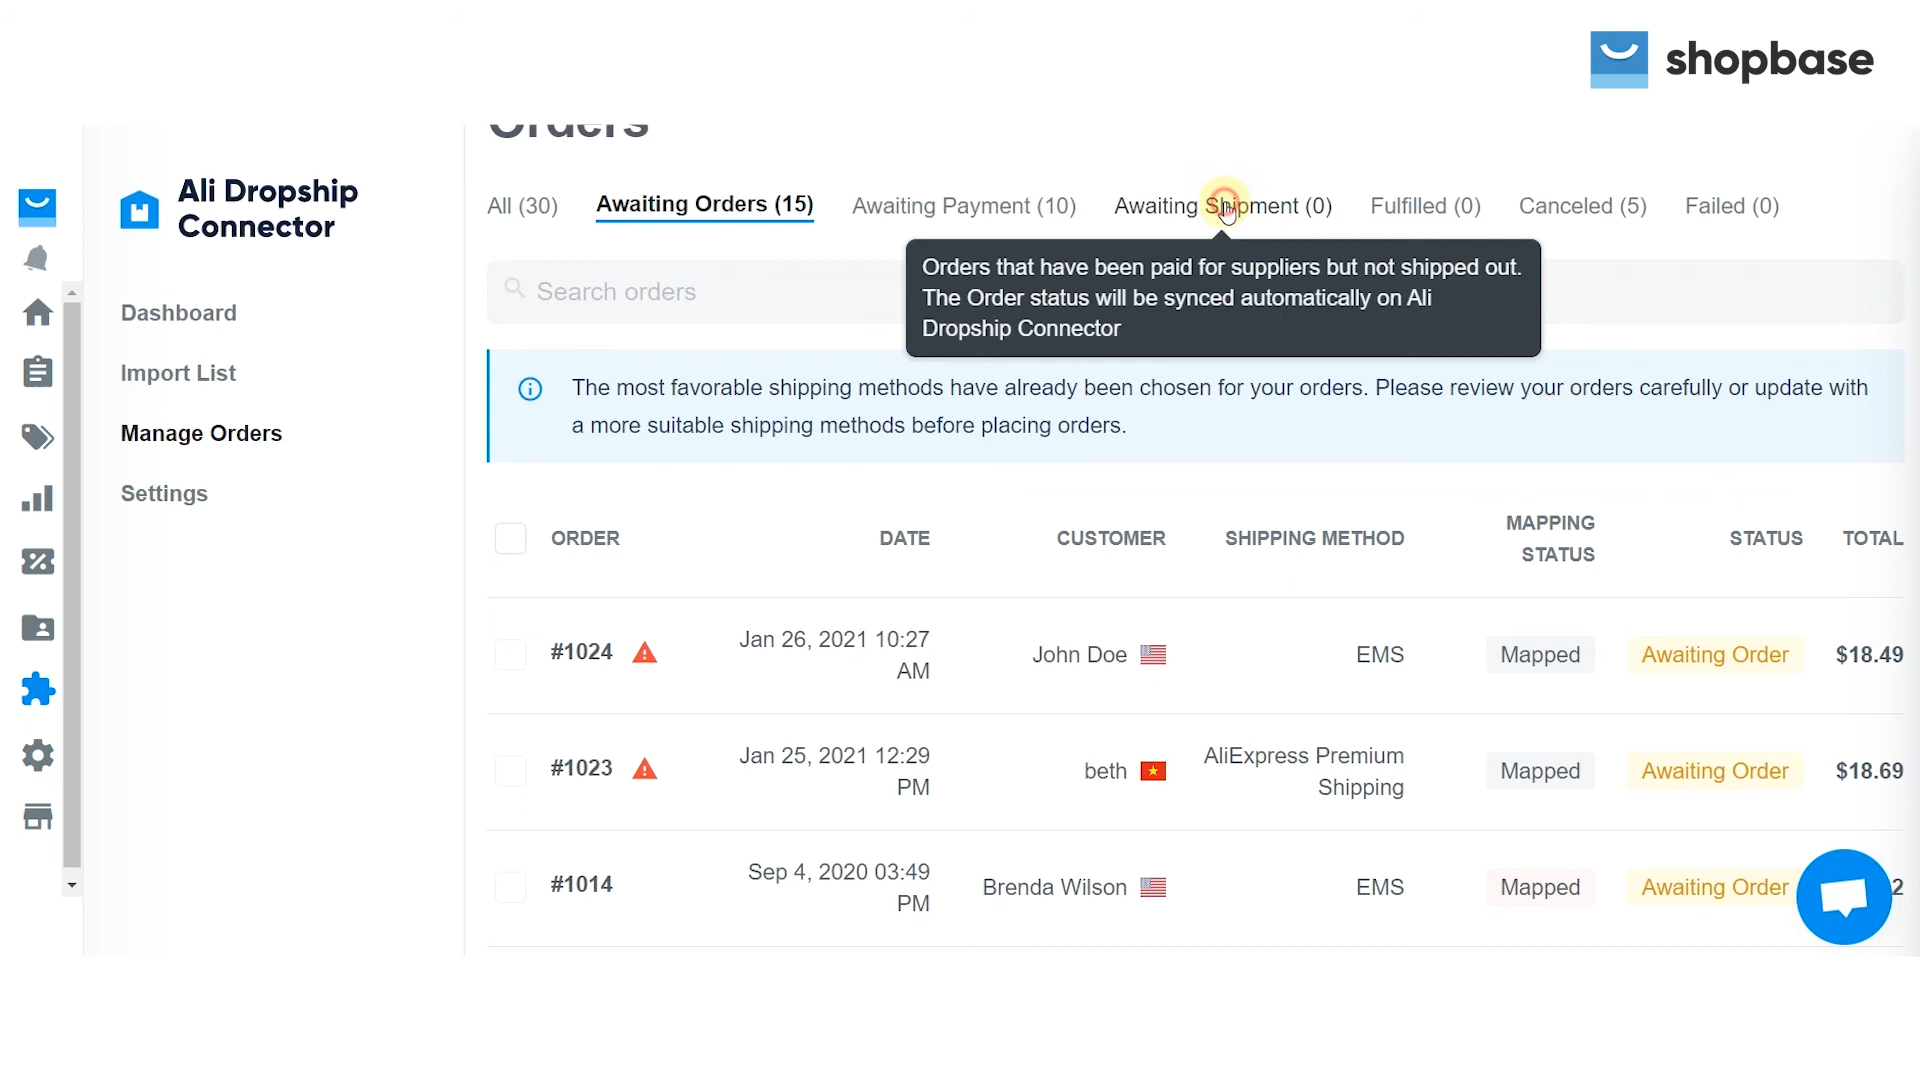 shopbase
Orders
Ali Dropship
Connector
All (30)
Awaiting Orders (15)
Awaiting Payment (10)
Awaiting Shipment (0)
Fulfilled (0)
Canceled (5)
Failed (0)
Orders that have been paid for suppliers but not shipped out.
The Order status will be synced automatically on Ali
Dropship Connector
Search orders
Dashboard
Import List
Manage Orders
Settings
The most favorable shipping methods have already been chosen for your orders. Please review your orders carefully or update with
a more suitable shipping methods before placing orders.
ORDER
DATE
CUSTOMER
SHIPPING METHOD
MAPPING
STATUS
STATUS
TOTAL
#1024
Jan 26, 2021 10:27
AM
John Doe
EMS
Mapped
Awaiting Order
$18.49
#1023
Jan 25, 2021 12:29
PM
beth
AliExpress Premium
Shipping
Mapped
Awaiting Order
$18.69
#1014
Sep 4, 2020 03:49
PM
Brenda Wilson
EMS
Mapped
Awaiting Order